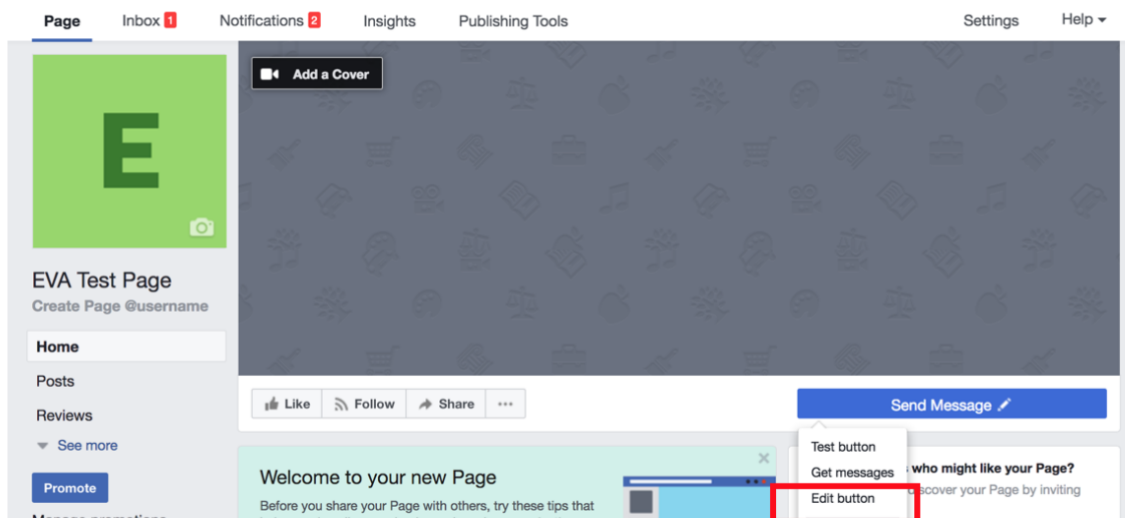 Page Inbox 1 Notifications 2 Insights Publishing Tools Settings Help
Add a Cover
E
EVA Test Page
Create Page @username
Home
Posts
Reviews
See more
Promote
Manage promotions
Like Follow Share ...
Send Message
Test button
Get messages
Edit button
who might like your Page?
discover your Page by inviting
Welcome to your new Page
Before you share your Page with others, try these tips that